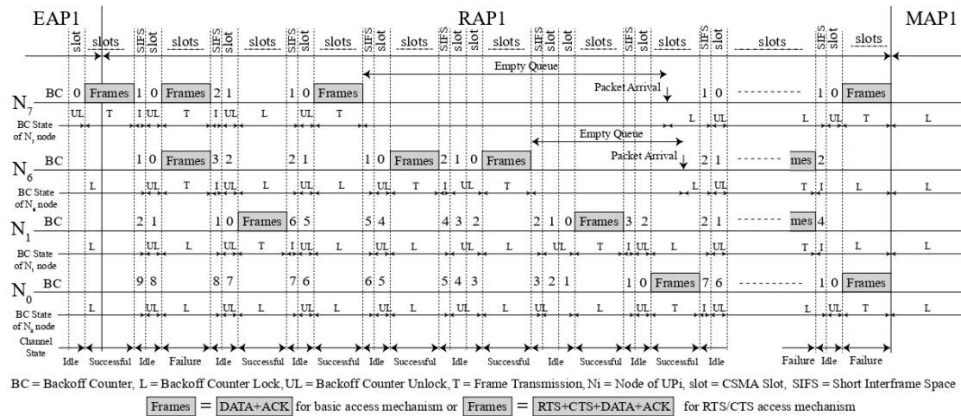 EAP1 RAP1 MAP1
slot slots SIFS slot slots SIFS slot slots SIFS slot slots SIFS slot slots SIFS slot slot slots SIFS slot slot slots SIFS slot slots SIFS slot slots SIFS slot slots
Empty Queue
Packet Arrival
N7 BC 0 Frames 1 0 Frames 2 1 1 0 Frames 1 0 1 0 Frames
BC State UL T I UL T I UL L UL T L UL L UL T L
of N7 node
Empty Queue
Packet Arrival
N6 BC 1 0 Frames 3 2 2 1 1 0 Frames 2 1 0 Frames 2 1 mes 2
BC State L UL T I UL L UL L UL T I UL T L UL T I L L
of N6 node
N1 BC 2 1 1 0 Frames 6 5 5 4 4 3 2 2 1 0 Frames 3 2 2 1 mes 4
BC State L UL L UL T I UL L UL L UL L UL T I UL L UL T I L L
of N1 node
N0 BC 9 8 8 7 7 6 6 5 5 4 3 3 2 1 1 0 Frames 7 6 1 0 Frames
BC State L UL L UL L UL L UL L UL L UL L UL T I UL L UL T L
Channel
State
Idle Successful Idle Failure Idle Successful Idle Successful Idle Successful Idle Successful Idle Successful Idle Successful Idle Failure Idle Failure
BC = Backoff Counter, L = Backoff Counter Lock, UL = Backoff Counter Unlock, T = Frame Transmission, Ni = Node of UPi, slot = CSMA Slot, SIFS = Short Interframe Space
Frames = DATA+ACK for basic access mechanism or Frames = RTS+CTS+DATA+ACK for RTS/CTS access mechanism